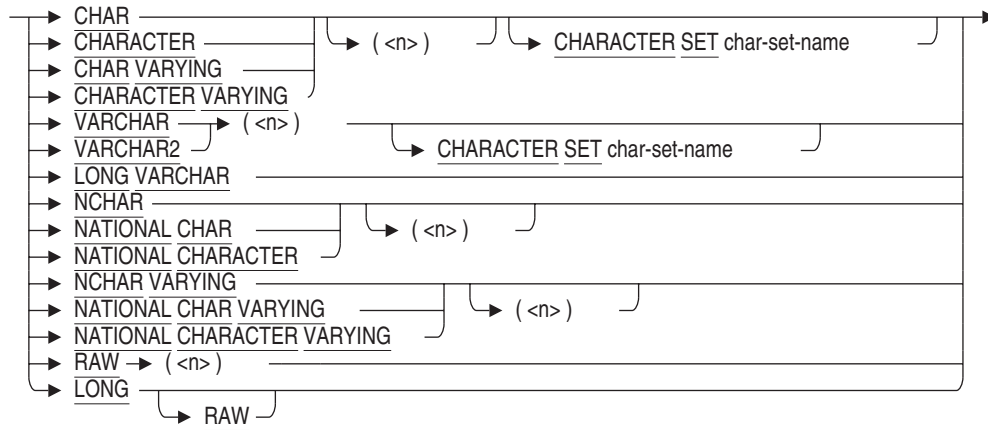 CHAR ( <n> ) CHARACTER SET char-set-name
CHARACTER
CHAR VARYING
CHARACTER VARYING
VARCHAR ( <n> )
VARCHAR2 CHARACTER SET char-set-name
LONG VARCHAR
NCHAR
NATIONAL CHAR ( <n> )
NATIONAL CHARACTER
NCHAR VARYING
NATIONAL CHAR VARYING ( <n> )
NATIONAL CHARACTER VARYING
RAW ( <n> )
LONG
RAW